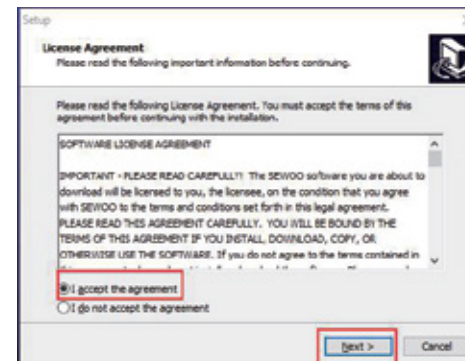 Setup
License Agreement
Please read the following important information before continuing.
Please read the following License Agreement. You must accept the terms of this
agreement before continuing with the installation.
SOFTWARE LICENSE AGREEMENT
IMPORTANT - PLEASE READ CAREFULLY: The SEWOO software you are about to
download will be licensed to you, the licensee, on the condition that you agree
with SEWOO to the terms and conditions set forth in this legal agreement.
PLEASE READ THIS AGREEMENT CAREFULLY. YOU WILL BE BOUND BY THE
TERMS OF THIS AGREEMENT IF YOU INSTALL, DOWNLOAD, COPY, OR
OTHERWISE USE THE SOFTWARE. If you do not agree to the terms contained in
I accept the agreement
I do not accept the agreement
Next >
Cancel